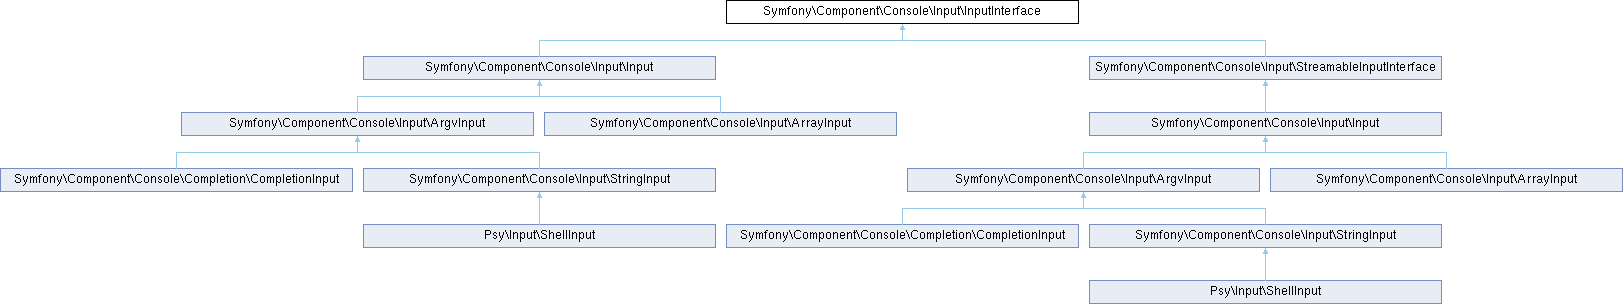 Symfony\Component\Console\Input\InputInterface
Symfony\Component\Console\Input\Input
Symfony\Component\Console\Input\StreamableInputInterface
Symfony\Component\Console\Input\ArgvInput
Symfony\Component\Console\Input\ArrayInput
Symfony\Component\Console\Input\Input
Symfony\Component\Console\Completion\CompletionInput
Symfony\Component\Console\Input\StringInput
Symfony\Component\Console\Input\ArgvInput
Symfony\Component\Console\Input\ArrayInput
Psy\Input\ShellInput
Symfony\Component\Console\Completion\CompletionInput
Symfony\Component\Console\Input\StringInput
Psy\Input\ShellInput